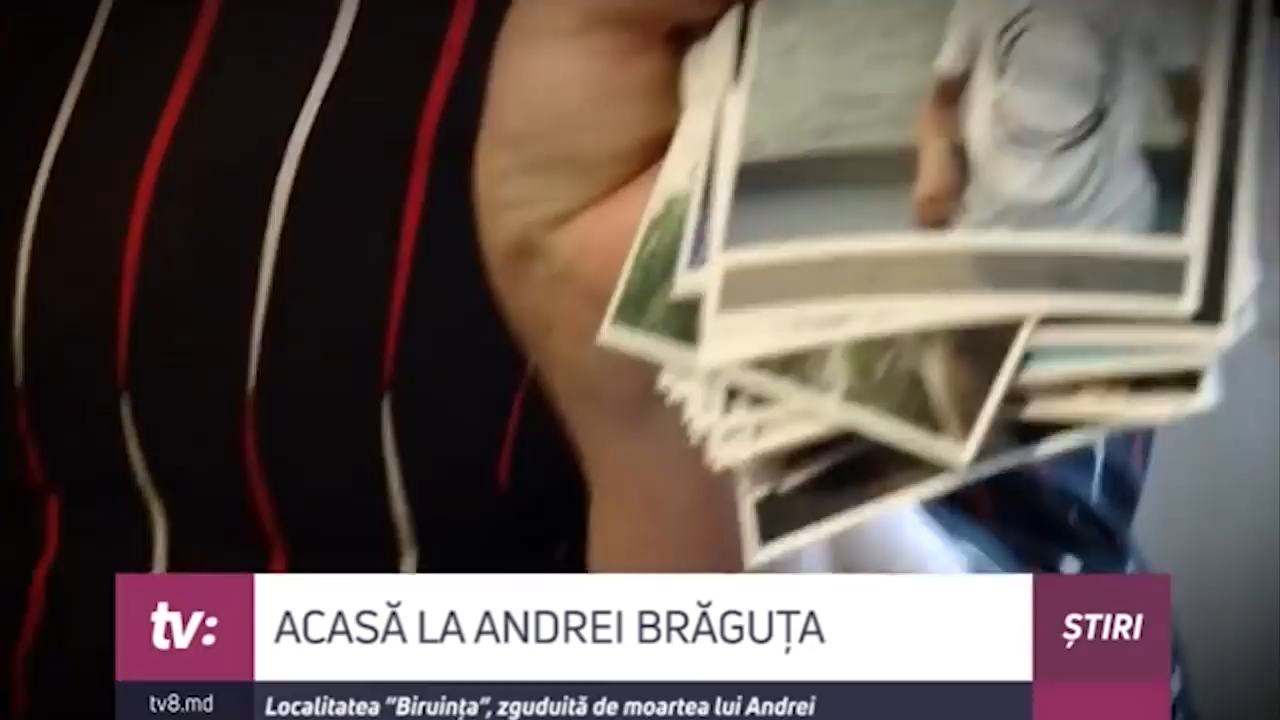 tv:
ACASĂ LA ANDREI BRĂGUȚA
ȘTIRI
tv8.md
Localitatea "Biruința", zguduită de moartea lui Andrei